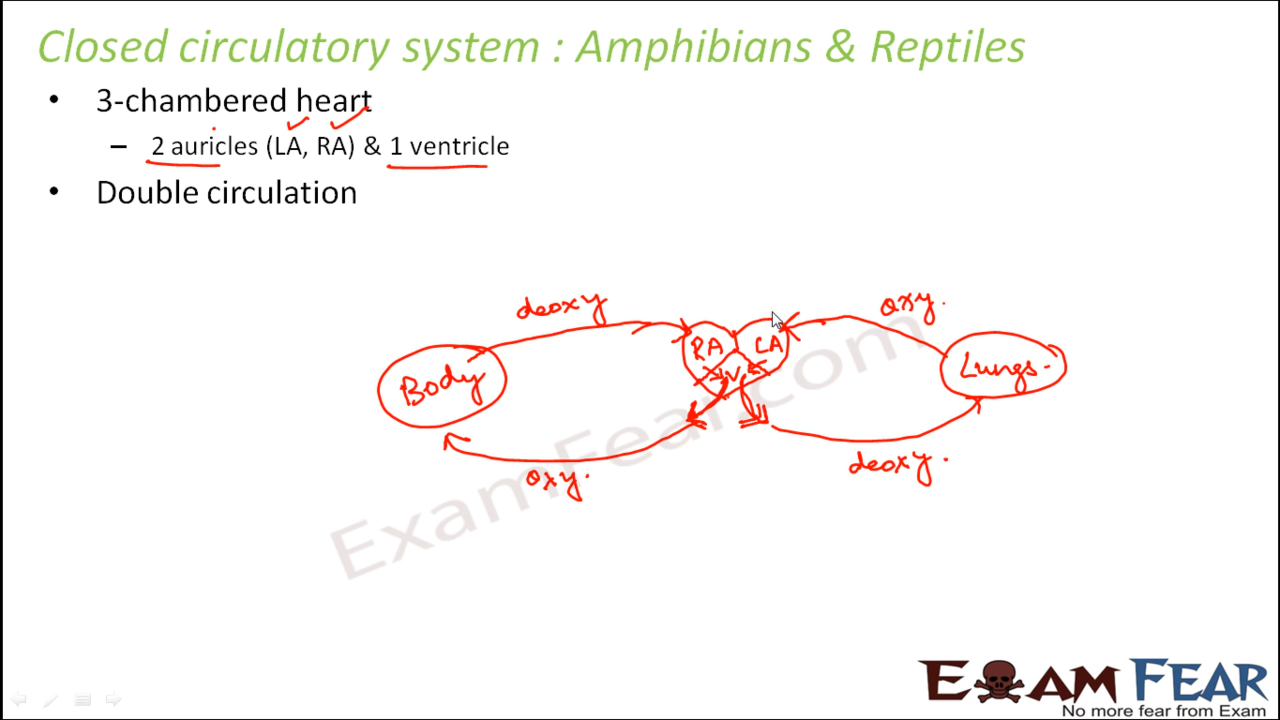 Closed circulatory system : Amphibians & Reptiles
• 3-chambered heart
– 2 auricles (LA, RA) & 1 ventricle
• Double circulation
deoxy
oxy.
RA LA
V
Body
Lungs.
oxy.
deoxy.
ExamFear.com
EXAM FEAR
No more fear from Exam